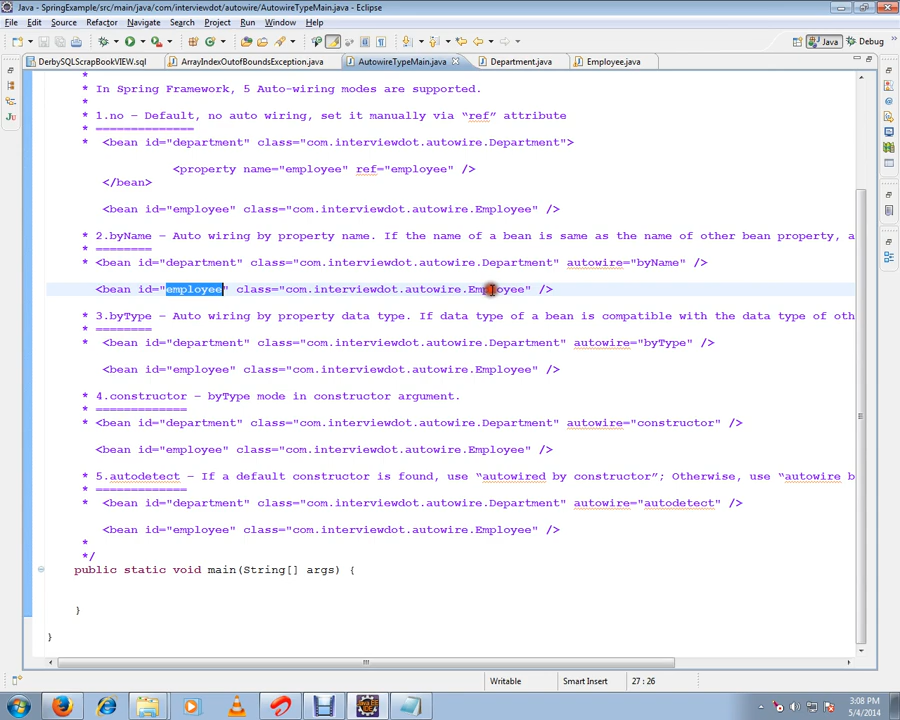 Java - SpringExample/src/main/java/com/interviewdot/autowire/AutowireTypeMain.java - Eclipse
File Edit Source Refactor Navigate Search Project Run Window Help
Java Debug
DerbySQLScrapBookVIEW.sql ArrayIndexOutofBoundsException.java AutowireTypeMain.java Department.java Employee.java
*
* In Spring Framework, 5 Auto-wiring modes are supported.
*
* 1.no – Default, no auto wiring, set it manually via “ref” attribute
* ==============
* <bean id="department" class="com.interviewdot.autowire.Department">
<property name="employee" ref="employee" />
</bean>
<bean id="employee" class="com.interviewdot.autowire.Employee" />
* 2.byName – Auto wiring by property name. If the name of a bean is same as the name of other bean property, a
* ========
* <bean id="department" class="com.interviewdot.autowire.Department" autowire="byName" />
<bean id="employee" class="com.interviewdot.autowire.Employee" />
* 3.byType – Auto wiring by property data type. If data type of a bean is compatible with the data type of oth
* ========
* <bean id="department" class="com.interviewdot.autowire.Department" autowire="byType" />
<bean id="employee" class="com.interviewdot.autowire.Employee" />
* 4.constructor – byType mode in constructor argument.
* =============
* <bean id="department" class="com.interviewdot.autowire.Department" autowire="constructor" />
<bean id="employee" class="com.interviewdot.autowire.Employee" />
* 5.autodetect – If a default constructor is found, use “autowired by constructor”; Otherwise, use “autowire b
* =============
* <bean id="department" class="com.interviewdot.autowire.Department" autowire="autodetect" />
<bean id="employee" class="com.interviewdot.autowire.Employee" />
*
*/
public static void main(String[] args) {
}
}
Writable Smart Insert 27 : 26
3:08 PM
5/4/2014